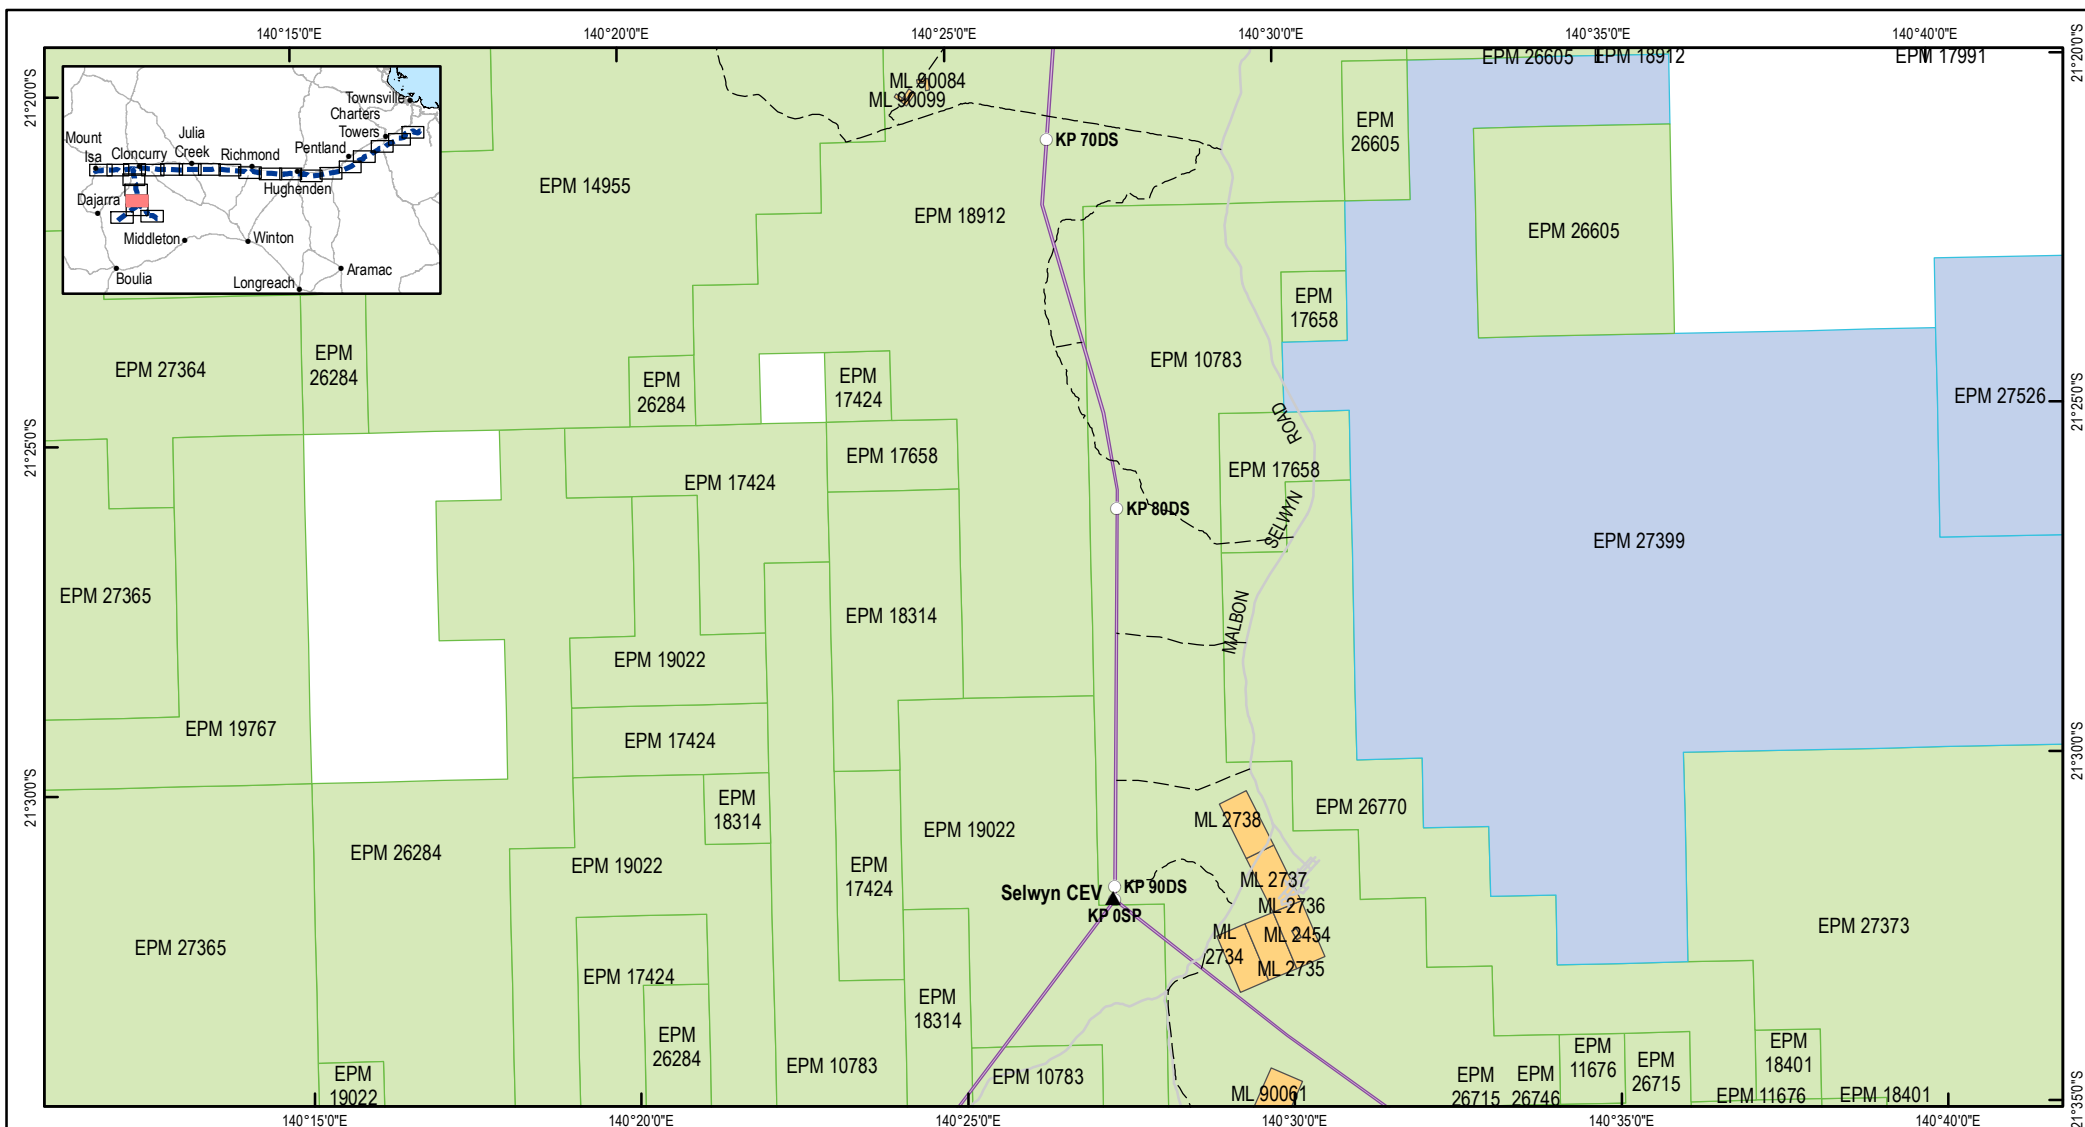 140°15'0"E
140°20'0"E
140°25'0"E
140°30'0"E
140°35'0"E
140°40'0"E
21°20'0"S
21°25'0"S
21°30'0"S
21°20'0"S
21°25'0"S
21°30'0"S
21°35'0"S
Townsville
Charters
Towers
Mount
Isa
Cloncurry
Julia
Creek
Richmond
Pentland
Hughenden
Dajarra
Middleton
Winton
Boulia
Longreach
Aramac
ML 90084
ML 90099
KP 70DS
EPM 26605
EPM 18912
EPM 17991
EPM
26605
EPM 14955
EPM 18912
EPM 26605
EPM
17658
EPM 27364
EPM
26284
EPM
26284
EPM
17424
EPM 10783
EPM 27526
ROAD
EPM 17658
EPM 17658
EPM 17424
SELWYN
KP 80DS
EPM 27399
EPM 27365
EPM 18314
MALBON
EPM 19022
EPM 19767
EPM 17424
EPM
18314
EPM 26770
ML 2738
EPM 19022
EPM 26284
EPM 19022
EPM
17424
Selwyn CEV
KP 90DS
KP 0SP
ML 2737
ML 2736
ML
2734
ML 2454
ML 2735
EPM 27373
EPM 27365
EPM 17424
EPM
18314
EPM
26284
EPM 10783
EPM 10783
EPM
19022
ML 90061
EPM
26715
EPM
26746
EPM
11676
EPM
26715
EPM
18401
EPM 11676
EPM 18401
140°15'0"E
140°20'0"E
140°25'0"E
140°30'0"E
140°35'0"E
140°40'0"E